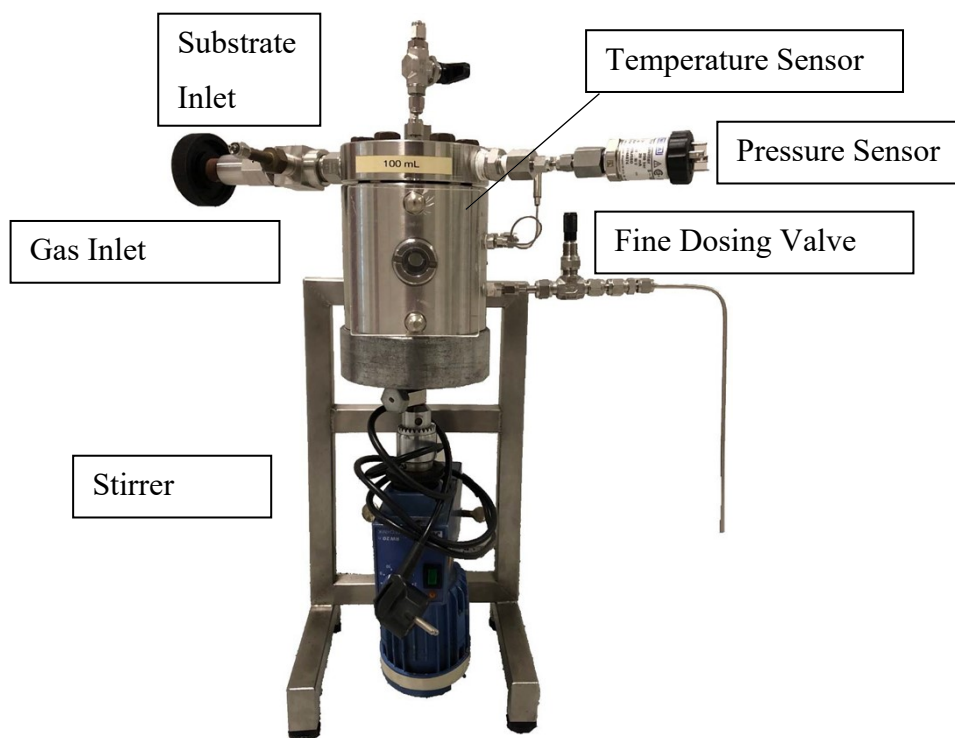 Substrate
Inlet
Temperature Sensor
100 mL
Pressure Sensor
Gas Inlet
Fine Dosing Valve
Stirrer